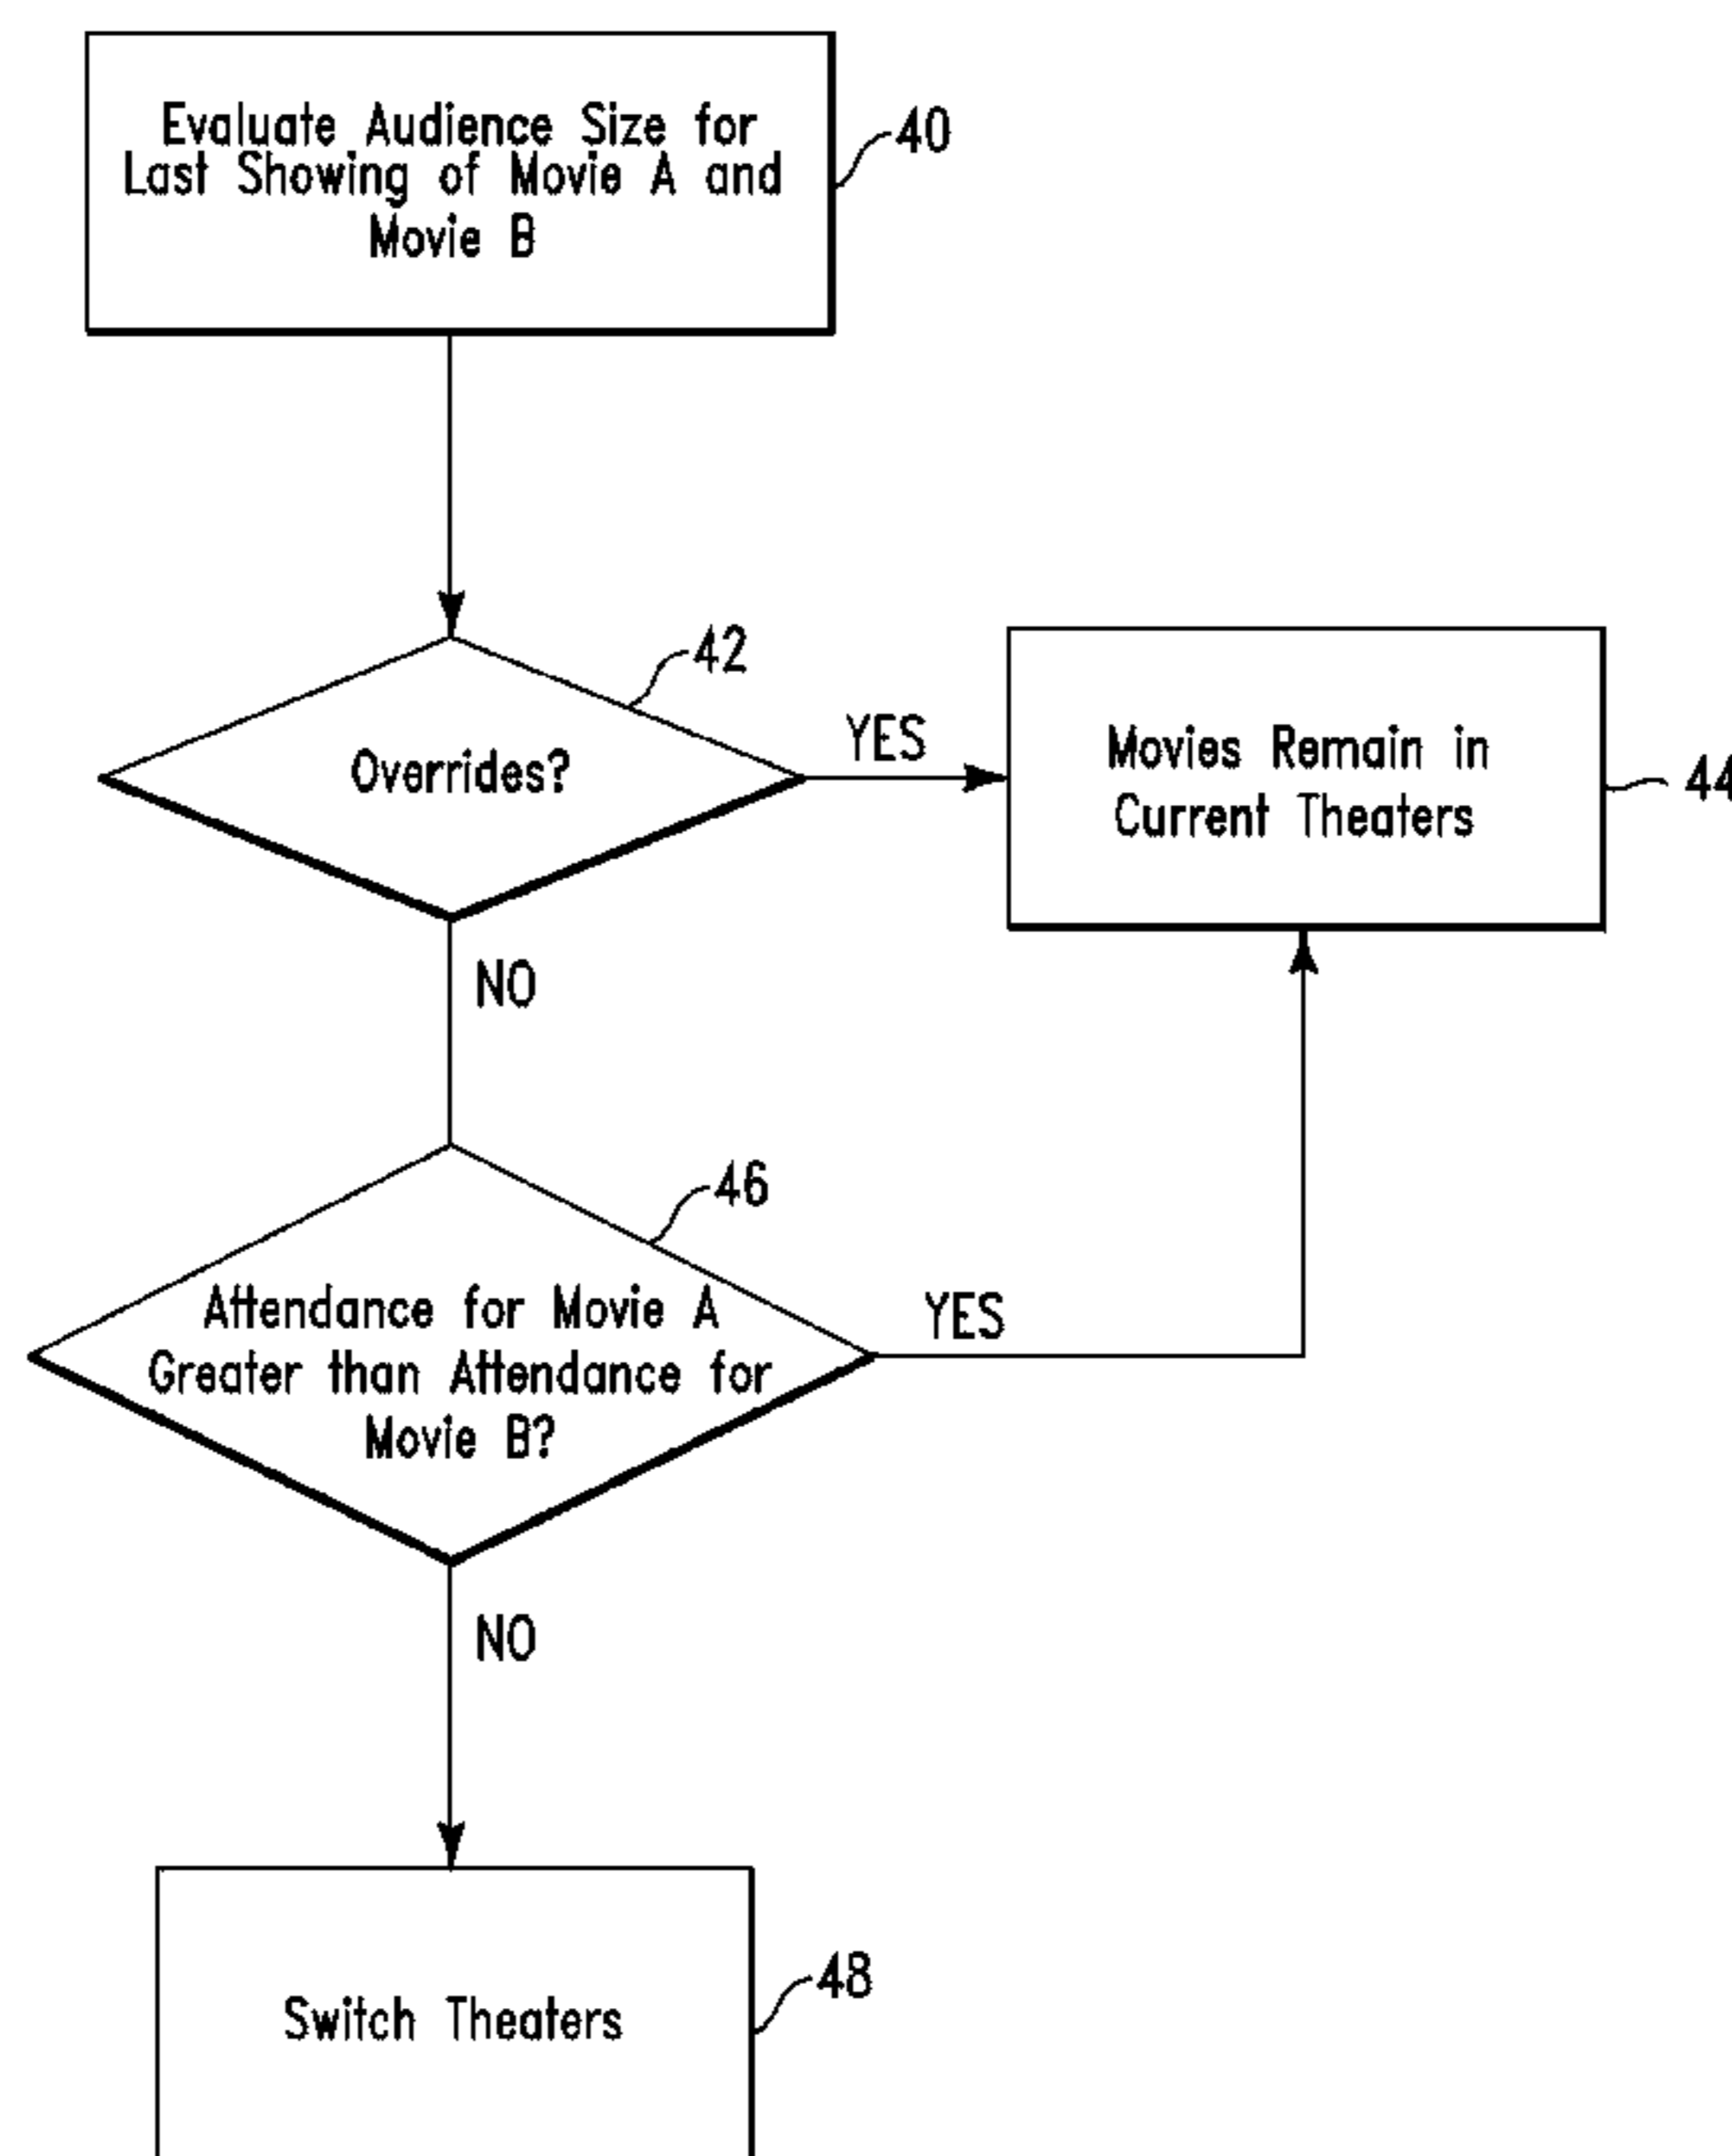 Evaluate Audience Size for
Last Showing of Movie A and
Movie B
40
42
Overrides?
YES
Movies Remain in
Current Theaters
44
NO
46
Attendance for Movie A
Greater than Attendance for
Movie B?
YES
NO
Switch Theaters
48